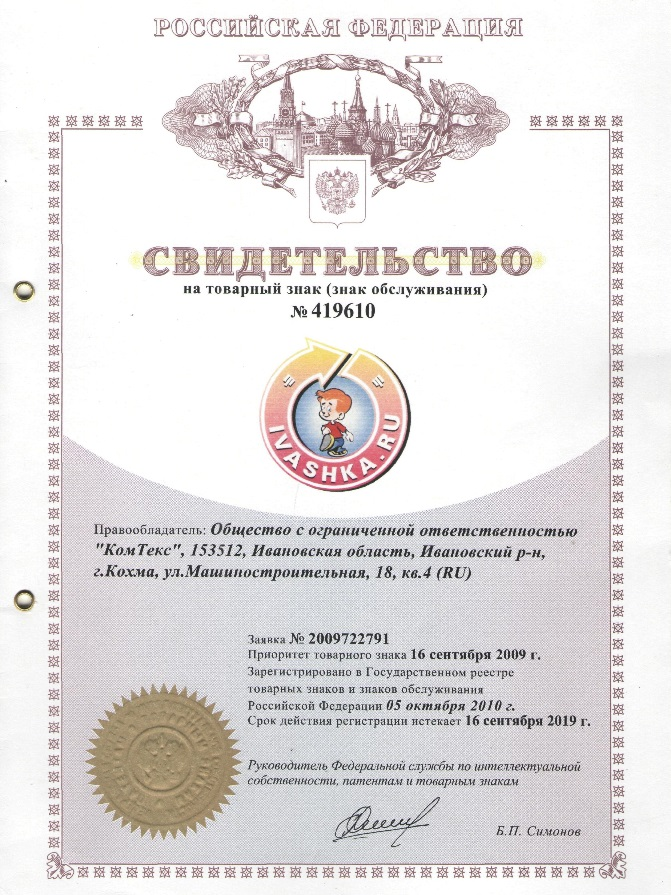 РОССИЙСКАЯ ФЕДЕРАЦИЯ
СВИДЕТЕЛЬСТВО
на товарный знак (знак обслуживания)
№ 419610
IVASHKA.RU
Правообладатель: Общество с ограниченной ответственностью
"КомТекс", 153512, Ивановская область, Ивановский р-н,
г.Кохма, ул.Машиностроительная, 18, кв.4 (RU)
Заявка № 2009722791
Приоритет товарного знака 16 сентября 2009 г.
Зарегистрировано в Государственном реестре
товарных знаков и знаков обслуживания
Российской Федерации 05 октября 2010 г.
Срок действия регистрации истекает 16 сентября 2019 г.
Руководитель Федеральной службы по интеллектуальной
собственности, патентам и товарным знакам
Б.П. Симонов